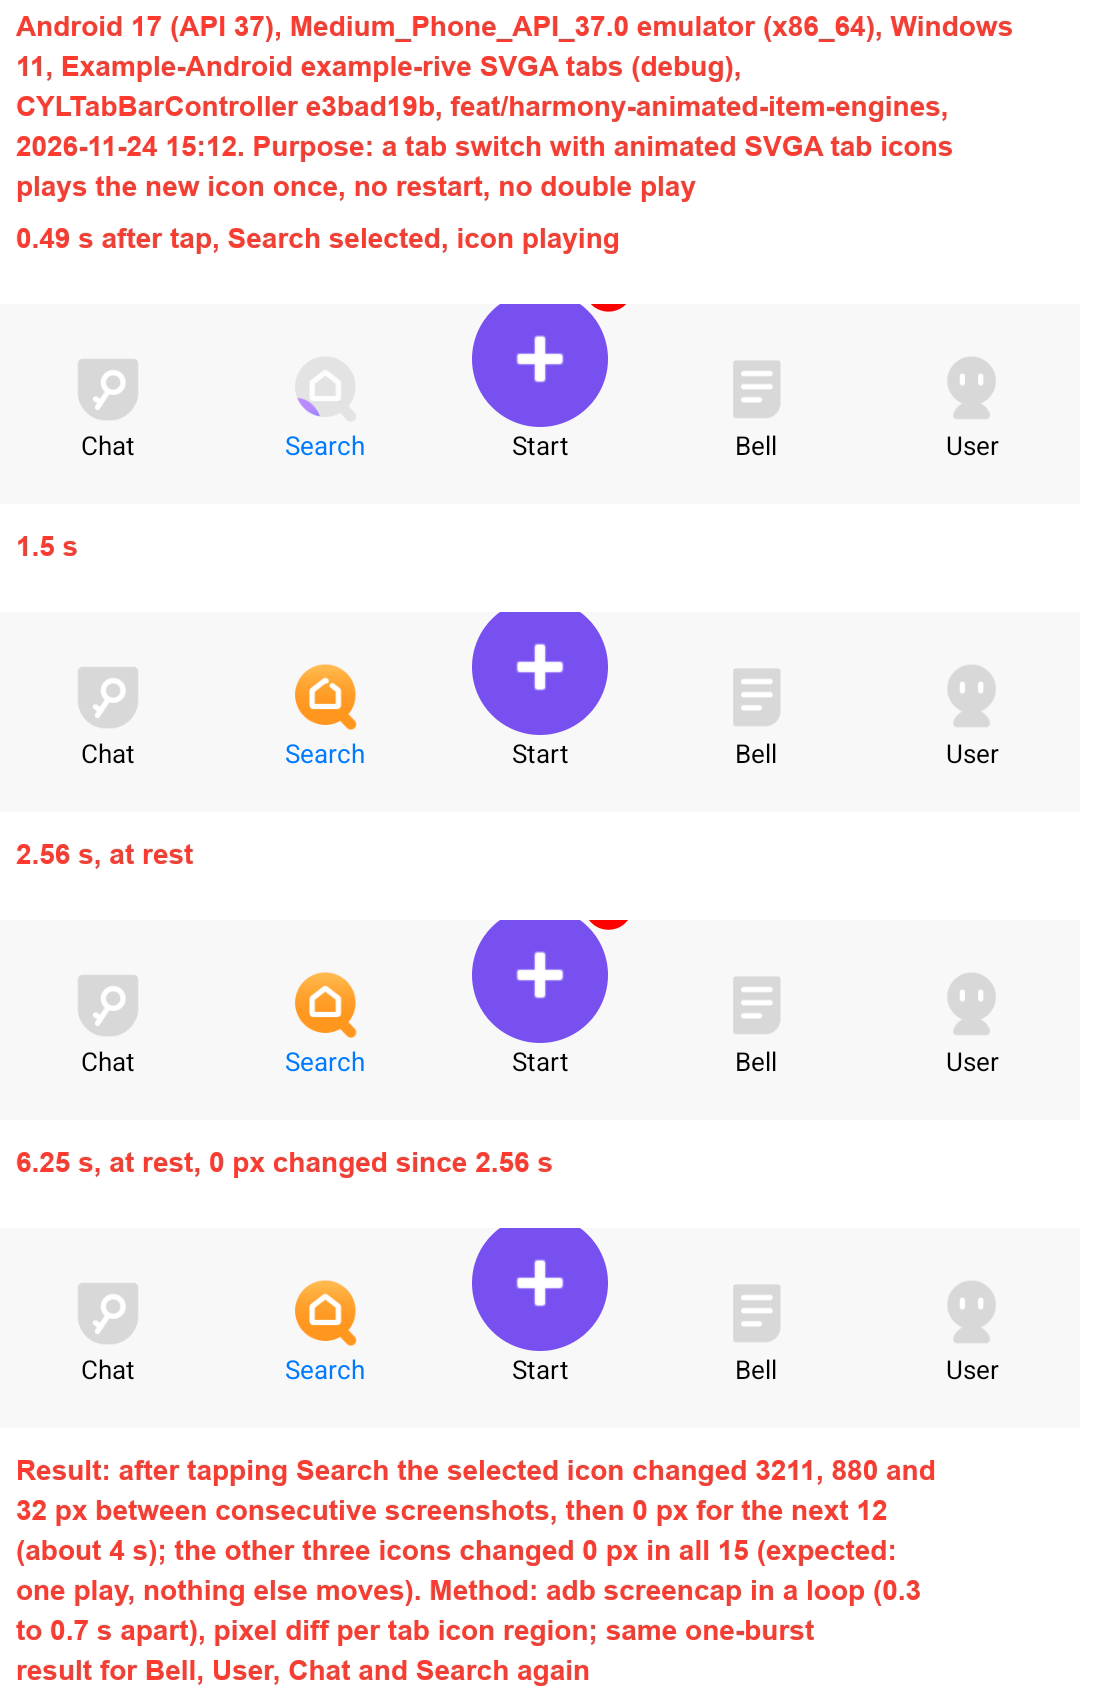 Android 17 (API 37), Medium_Phone_API_37.0 emulator (x86_64), Windows
11, Example-Android example-rive SVGA tabs (debug),
CYLTabBarController e3bad19b, feat/harmony-animated-item-engines,
2026-11-24 15:12. Purpose: a tab switch with animated SVGA tab icons
plays the new icon once, no restart, no double play
0.49 s after tap, Search selected, icon playing
Chat Search Start Bell User
1.5 s
Chat Search Start Bell User
2.56 s, at rest
Chat Search Start Bell User
6.25 s, at rest, 0 px changed since 2.56 s
Chat Search Start Bell User
Result: after tapping Search the selected icon changed 3211, 880 and
32 px between consecutive screenshots, then 0 px for the next 12
(about 4 s); the other three icons changed 0 px in all 15 (expected:
one play, nothing else moves). Method: adb screencap in a loop (0.3
to 0.7 s apart), pixel diff per tab icon region; same one-burst
result for Bell, User, Chat and Search again